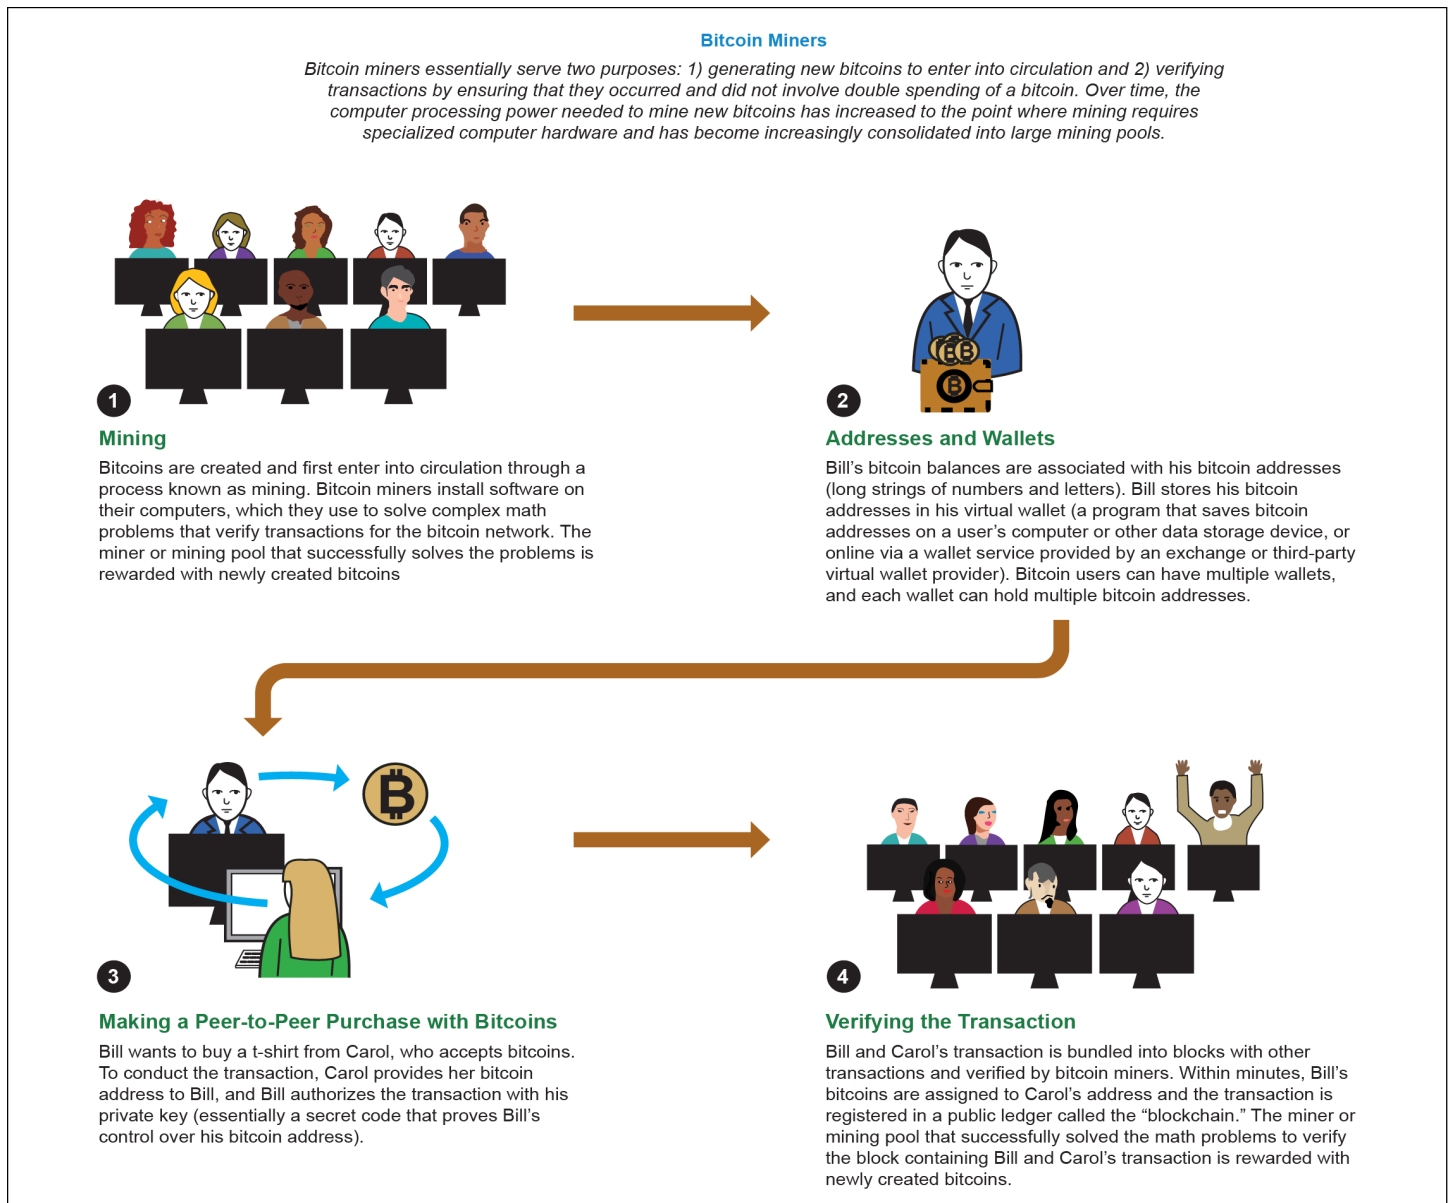 Bitcoin Miners
Bitcoin miners essentially serve two purposes: 1) generating new bitcoins to enter into circulation and 2) verifying
transactions by ensuring that they occurred and did not involve double spending of a bitcoin. Over time, the
computer processing power needed to mine new bitcoins has increased to the point where mining requires
specialized computer hardware and has become increasingly consolidated into large mining pools.
1
Mining
Bitcoins are created and first enter into circulation through a
process known as mining. Bitcoin miners install software on
their computers, which they use to solve complex math
problems that verify transactions for the bitcoin network. The
miner or mining pool that successfully solves the problems is
rewarded with newly created bitcoins
2
Addresses and Wallets
Bill’s bitcoin balances are associated with his bitcoin addresses
(long strings of numbers and letters). Bill stores his bitcoin
addresses in his virtual wallet (a program that saves bitcoin
addresses on a user’s computer or other data storage device, or
online via a wallet service provided by an exchange or third-party
virtual wallet provider). Bitcoin users can have multiple wallets,
and each wallet can hold multiple bitcoin addresses.
3
Making a Peer-to-Peer Purchase with Bitcoins
Bill wants to buy a t-shirt from Carol, who accepts bitcoins.
To conduct the transaction, Carol provides her bitcoin
address to Bill, and Bill authorizes the transaction with his
private key (essentially a secret code that proves Bill’s
control over his bitcoin address).
4
Verifying the Transaction
Bill and Carol’s transaction is bundled into blocks with other
transactions and verified by bitcoin miners. Within minutes, Bill’s
bitcoins are assigned to Carol’s address and the transaction is
registered in a public ledger called the “blockchain.” The miner or
mining pool that successfully solved the math problems to verify
the block containing Bill and Carol’s transaction is rewarded with
newly created bitcoins.